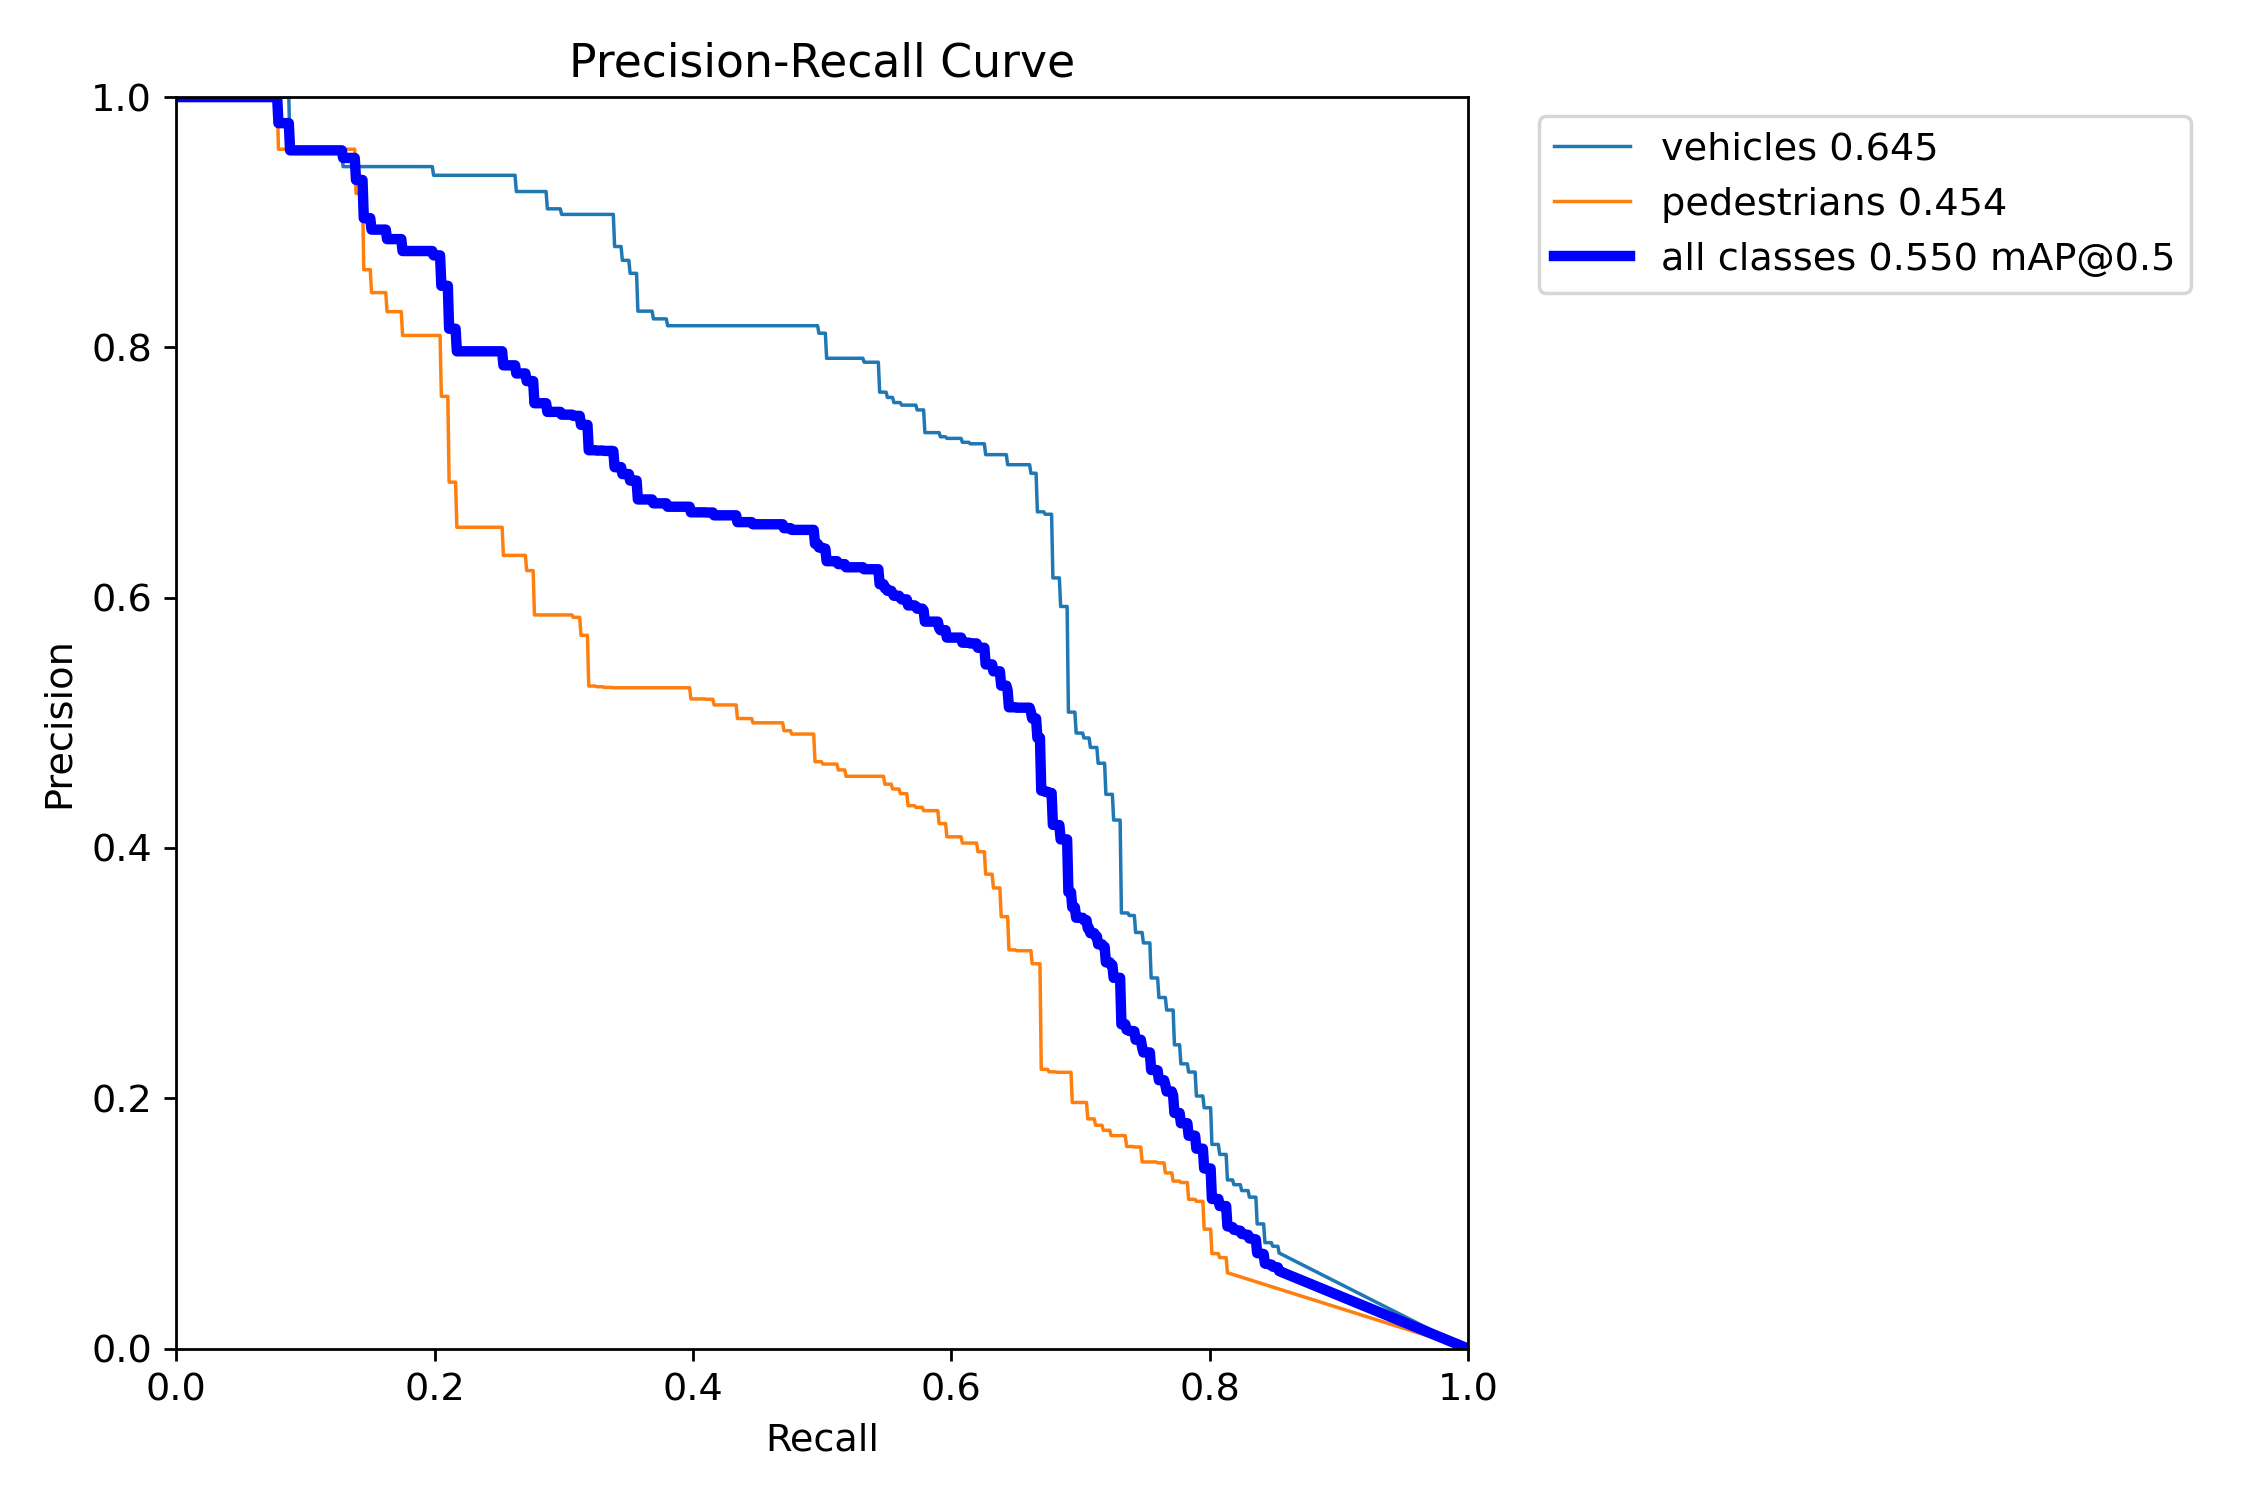 Precision-Recall Curve
1.0
0.8
0.6
0.4
0.2
0.0
Precision
0.0 0.2 0.4 0.6 0.8 1.0
Recall
vehicles 0.645
pedestrians 0.454
all classes 0.550 mAP@0.5